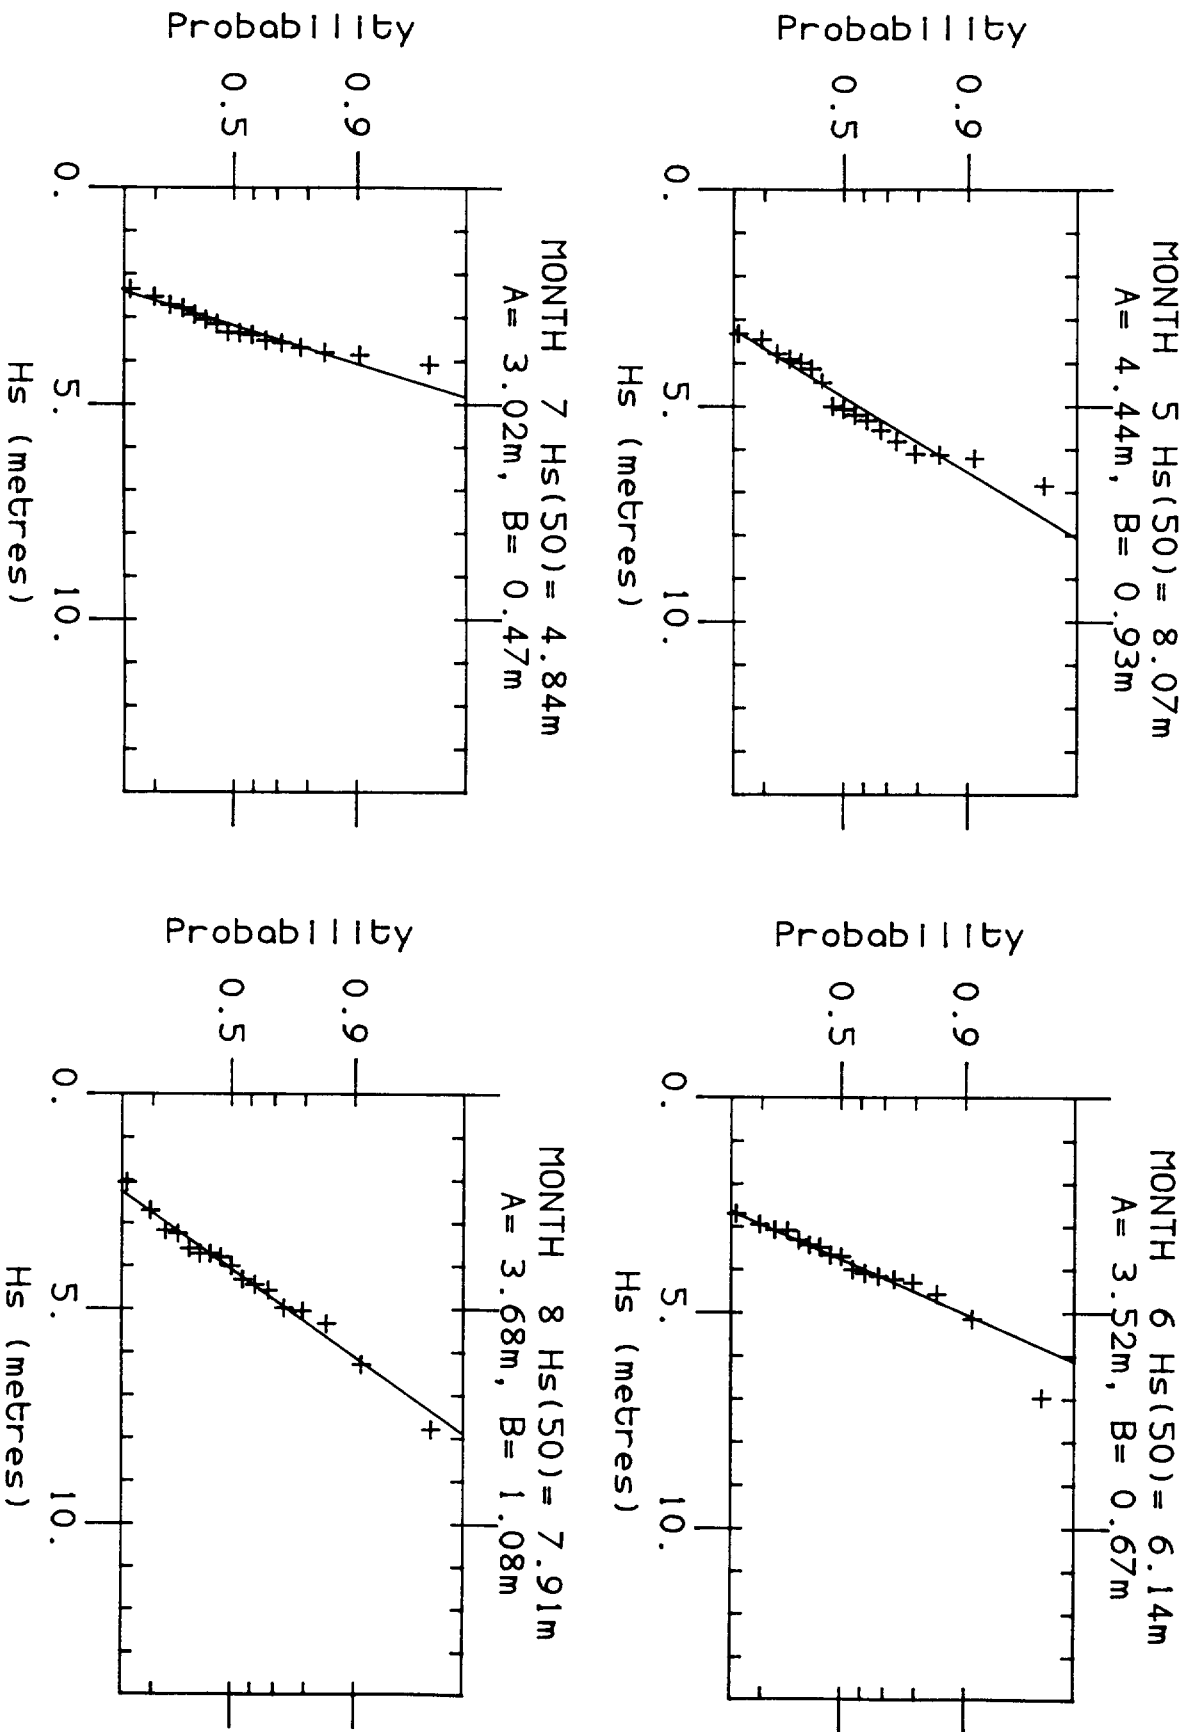 MONTH 5 Hs(50)= 8.07m
A= 4.44m, B= 0.93m
Probability
0.9
0.5
0. 5. 10.
Hs (metres)
MONTH 6 Hs(50)= 6.14m
A= 3.52m, B= 0.67m
Probability
0.9
0.5
0. 5. 10.
Hs (metres)
MONTH 7 Hs(50)= 4.84m
A= 3.02m, B= 0.47m
Probability
0.9
0.5
0. 5. 10.
Hs (metres)
MONTH 8 Hs(50)= 7.91m
A= 3.68m, B= 1.08m
Probability
0.9
0.5
0. 5. 10.
Hs (metres)